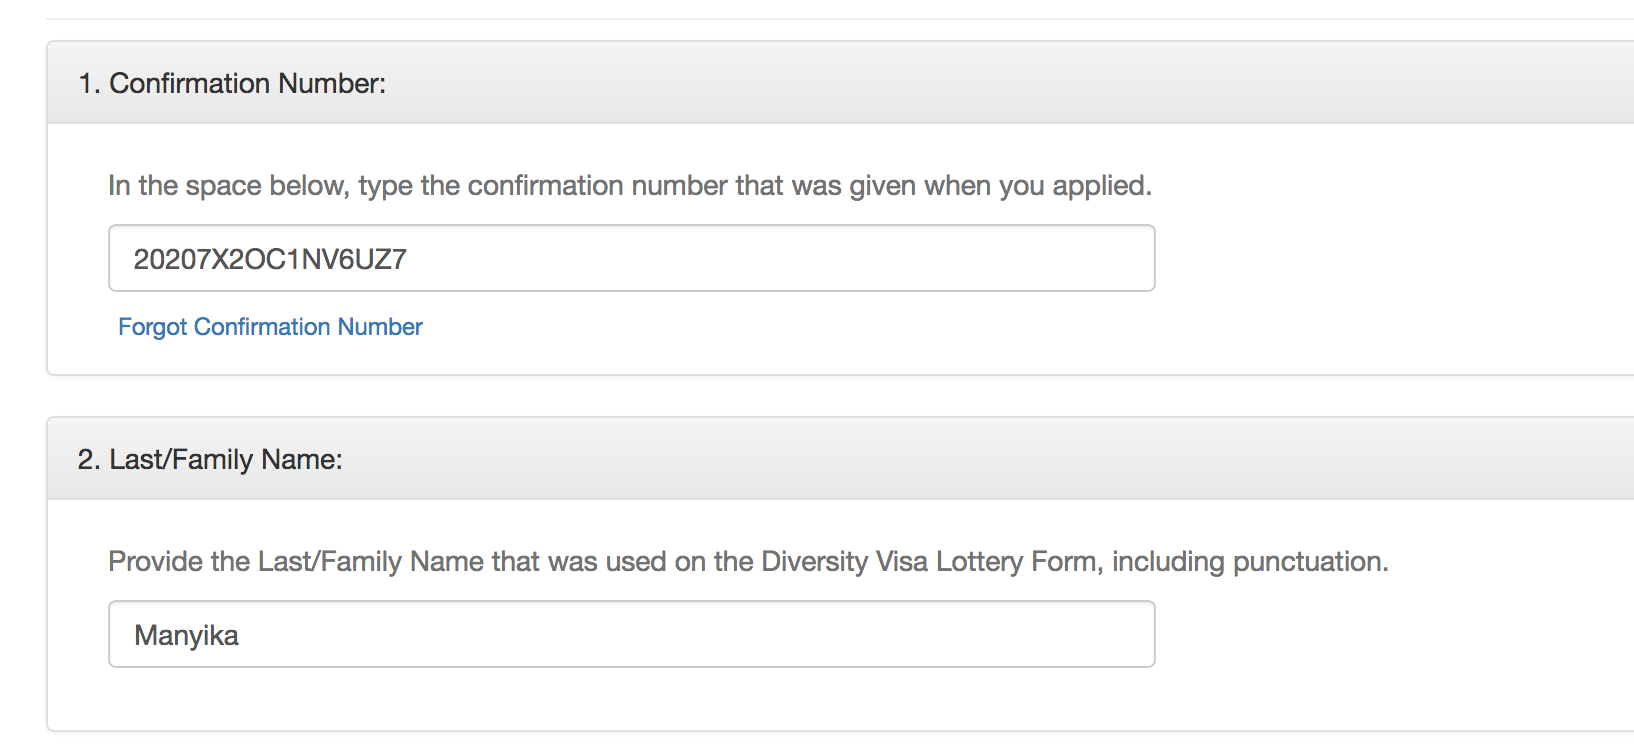 1. Confirmation Number:
In the space below, type the confirmation number that was given when you applied.
20207X2OC1NV6UZ7
Forgot Confirmation Number
2. Last/Family Name:
Provide the Last/Family Name that was used on the Diversity Visa Lottery Form, including punctuation.
Manyika